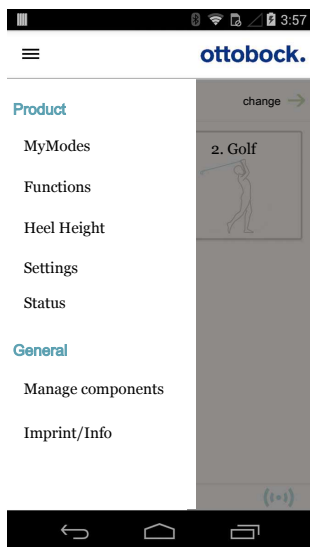 3:57
ottobock.
change
Product
MyModes
2. Golf
Functions
Heel Height
Settings
Status
General
Manage components
Imprint/Info